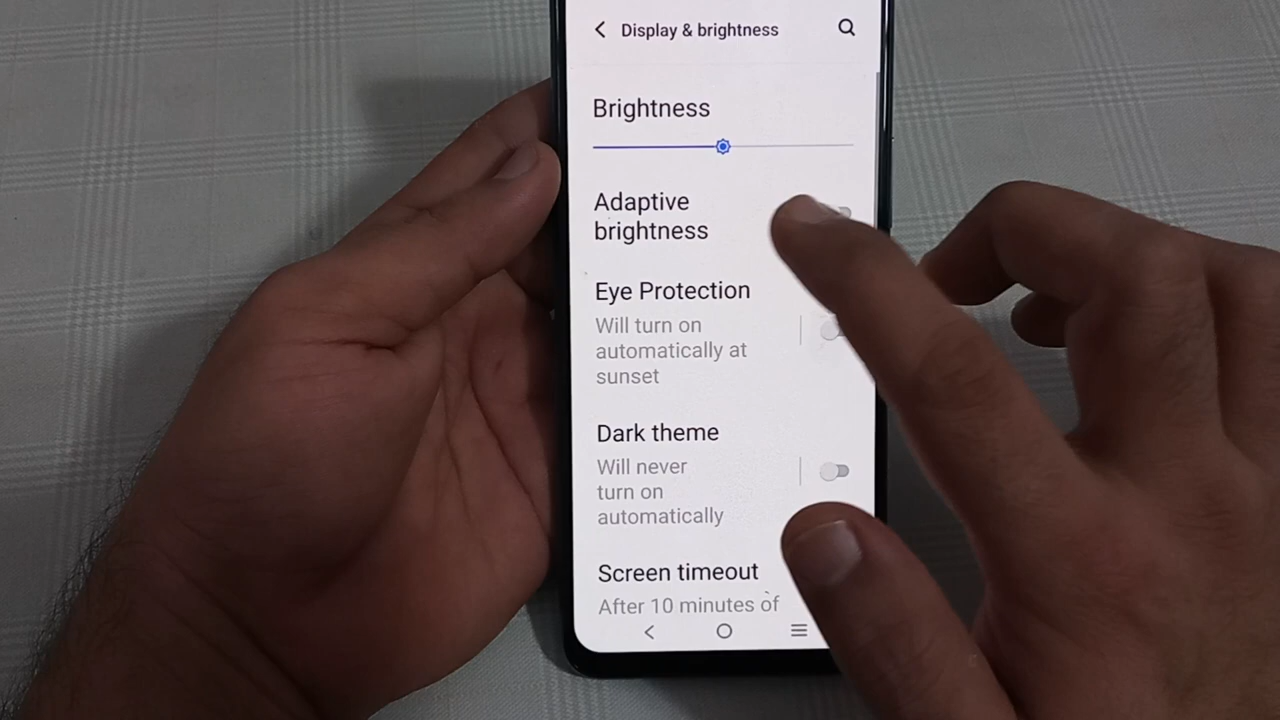 Display & brightness
Brightness
Adaptive
brightness
Eye Protection
Will turn on
automatically at
sunset
Dark theme
Will never
turn on
automatically
Screen timeout
After 10 minutes of